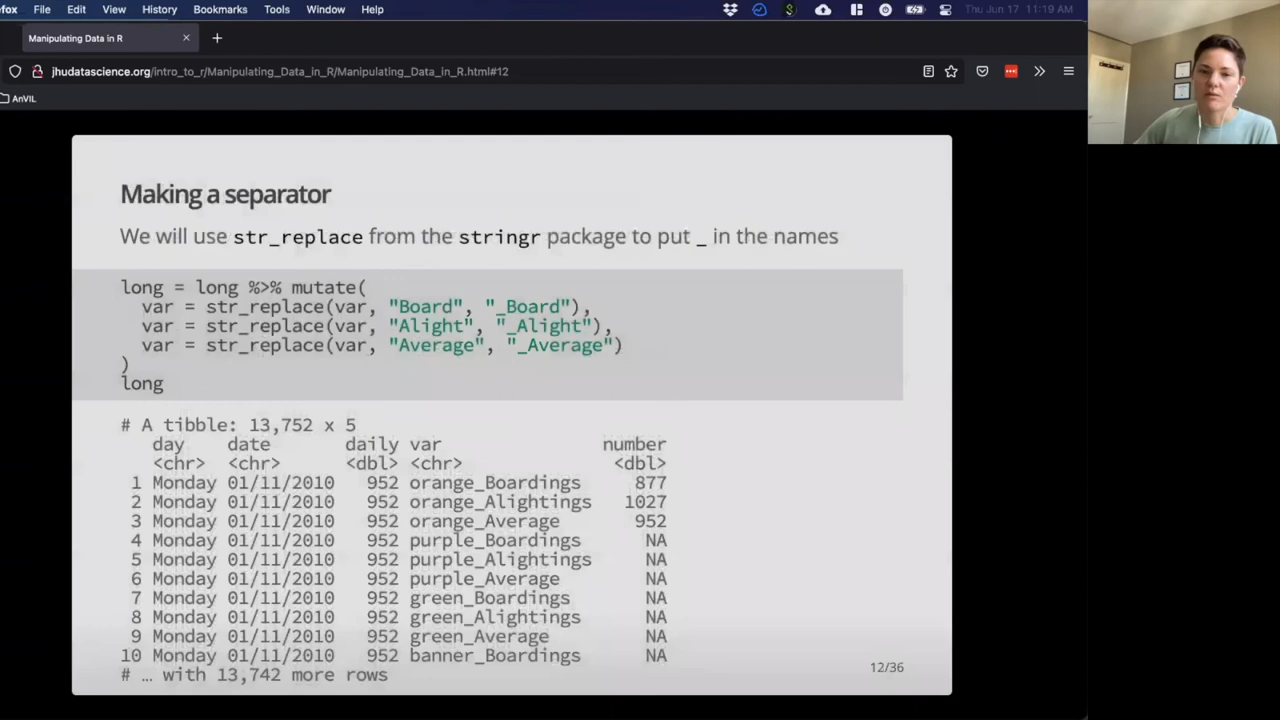 efox File Edit View History Bookmarks Tools Window Help Thu Jun 17 11:19 AM
Manipulating Data in R
jhudatascience.org/intro_to_r/Manipulating_Data_in_R/Manipulating_Data_in_R.html#12
AnVIL
Making a separator
We will use str_replace from the stringr package to put _ in the names
long = long %>% mutate(
  var = str_replace(var, "Board", "_Board"),
  var = str_replace(var, "Alight", "_Alight"),
  var = str_replace(var, "Average", "_Average")
)
long
# A tibble: 13,752 x 5
   day    date       daily var               number
   <chr>  <chr>      <dbl> <chr>              <dbl>
 1 Monday 01/11/2010   952 orange_Boardings     877
 2 Monday 01/11/2010   952 orange_Alightings   1027
 3 Monday 01/11/2010   952 orange_Average       952
 4 Monday 01/11/2010   952 purple_Boardings      NA
 5 Monday 01/11/2010   952 purple_Alightings     NA
 6 Monday 01/11/2010   952 purple_Average        NA
 7 Monday 01/11/2010   952 green_Boardings       NA
 8 Monday 01/11/2010   952 green_Alightings      NA
 9 Monday 01/11/2010   952 green_Average         NA
10 Monday 01/11/2010   952 banner_Boardings      NA
# … with 13,742 more rows
12/36